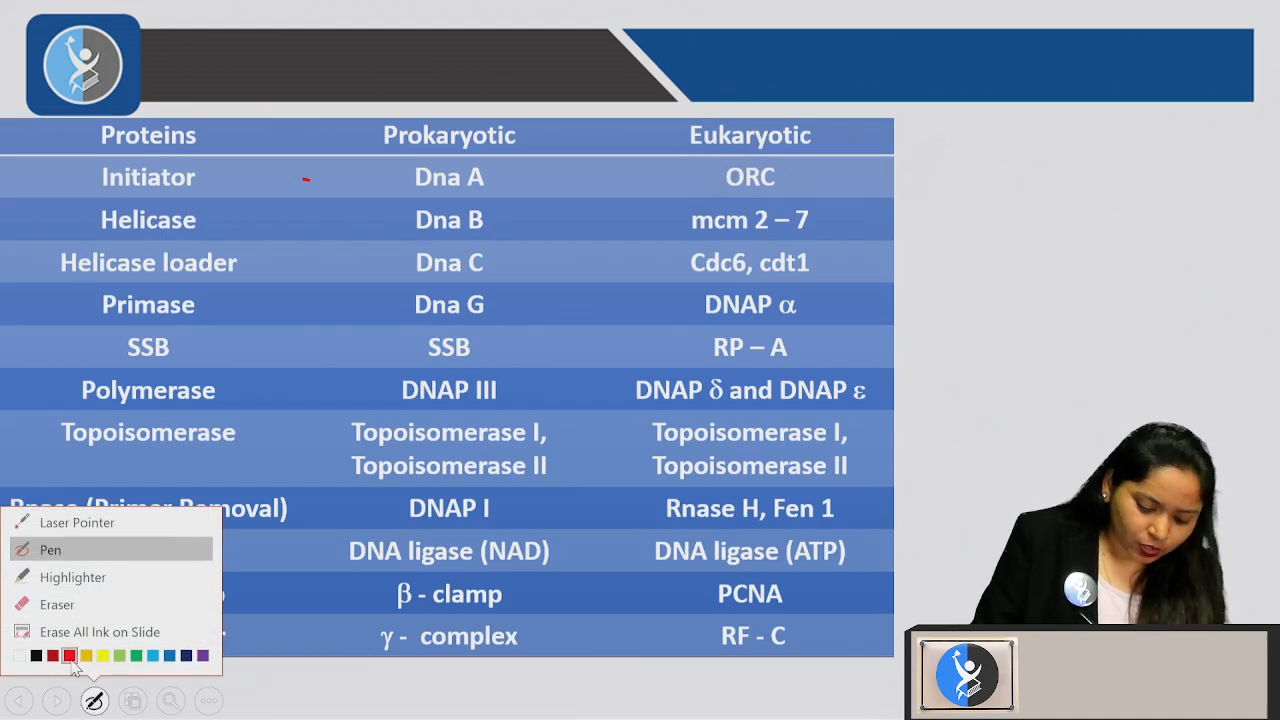 Proteins Prokaryotic Eukaryotic
Initiator Dna A ORC
Helicase Dna B mcm 2 – 7
Helicase loader Dna C Cdc6, cdt1
Primase Dna G DNAP α
SSB SSB RP – A
Polymerase DNAP III DNAP δ and DNAP ε
Topoisomerase Topoisomerase I, Topoisomerase I,
Topoisomerase II Topoisomerase II
Rnase (Primer Removal) DNAP I Rnase H, Fen 1
DNA ligase (NAD) DNA ligase (ATP)
β - clamp PCNA
γ - complex RF - C
Laser Pointer
Pen
Highlighter
Eraser
Erase All Ink on Slide